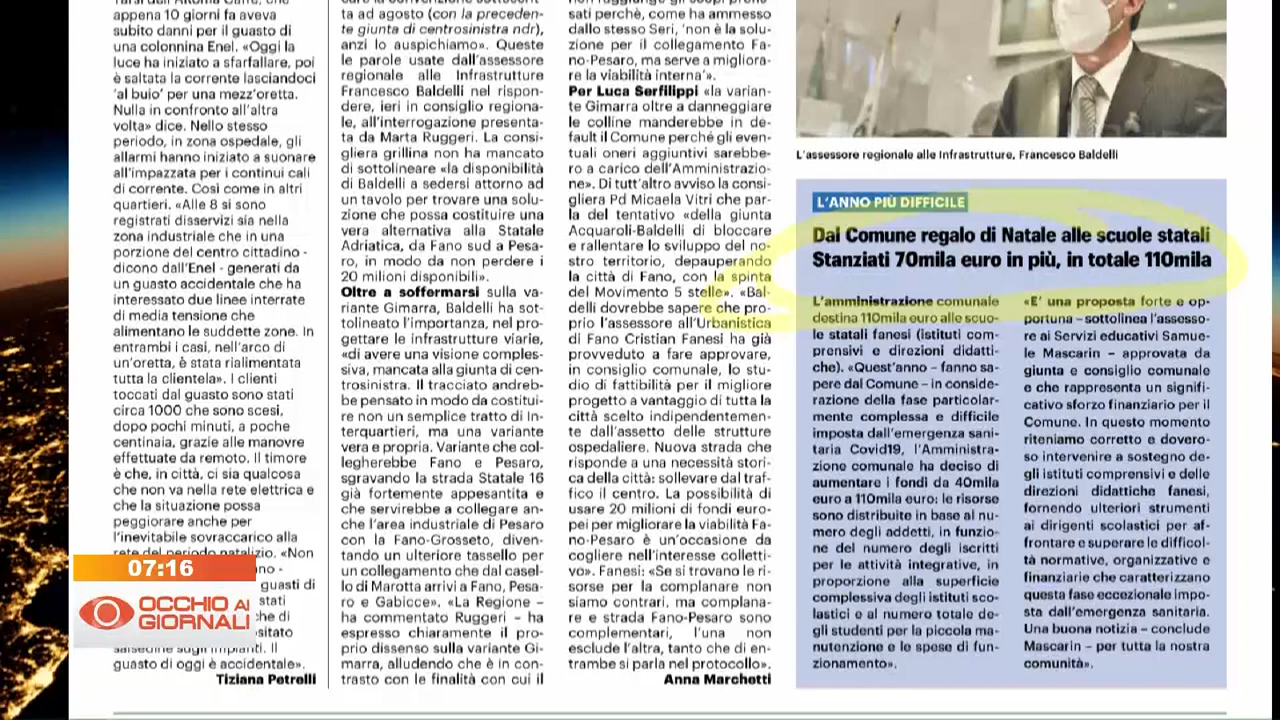 appena 10 giorni fa aveva
subito danni per il guasto di
una colonnina Enel. «Oggi la
luce ha iniziato a sfarfallare, poi
è saltata la corrente lasciandoci
'al buio' per una mezz'oretta.
Nulla in confronto all'altra
volta» dice. Nello stesso
periodo, in zona ospedale, gli
allarmi hanno iniziato a suonare
all'impazzata per i continui cali
di corrente. Così come in altri
quartieri. «Alle 8 si sono
registrati disservizi sia nella
zona industriale che in una
porzione del centro cittadino -
dicono dall'Enel - generati da
un guasto accidentale che ha
interessato due linee interrate
di media tensione che
alimentano le suddette zone. In
entrambi i casi, nell'arco di
un'oretta, è stata rialimentata
tutta la clientela». I clienti
toccati dal guasto sono stati
circa 1000 che sono scesi,
dopo pochi minuti, a poche
centinaia, grazie alle manovre
effettuate da remoto. Il timore
è che, in città, ci sia qualcosa
che non va nella rete elettrica e
che la situazione possa
peggiorare anche per
l'inevitabile sovraccarico alla
rete del periodo natalizio. «Non
guasti di
stati
che di
Il
guasto di oggi è accidentale».
Tiziana Petrelli
ta ad agosto (con la preceden-
te giunta di centrosinistra ndr),
anzi lo auspichiamo». Queste
le parole usate dall'assessore
regionale alle Infrastrutture
Francesco Baldelli nel rispon-
dere, ieri in consiglio regiona-
le, all'interrogazione presenta-
ta da Marta Ruggeri. La consi-
gliera grillina non ha mancato
di sottolineare «la disponibilità
di Baldelli a sedersi attorno ad
un tavolo per trovare una solu-
zione che possa costituire una
vera alternativa alla Statale
Adriatica, da Fano sud a Pesa-
ro, in modo da non perdere i
20 milioni disponibili».
Oltre a soffermarsi sulla va-
riante Gimarra, Baldelli ha sot-
tolineato l'importanza, nel pro-
gettare le infrastrutture viarie,
«di avere una visione comples-
siva, mancata alla giunta di cen-
trosinistra. Il tracciato andreb-
be pensato in modo da costitui-
re non un semplice tratto di In-
terquartieri, ma una variante
vera e propria. Variante che col-
legherebbe Fano e Pesaro,
sgravando la strada Statale 16
già fortemente appesantita e
che servirebbe a collegare an-
che l'area industriale di Pesaro
con la Fano-Grosseto, diven-
tando un ulteriore tassello per
un collegamento che dal casel-
lo di Marotta arrivi a Fano, Pesa-
ro e Gabicce». «La Regione –
ha commentato Ruggeri – ha
espresso chiaramente il pro-
prio dissenso sulla variante Gi-
marra, alludendo che è in con-
trasto con le finalità con cui il
sati perchè, come ha ammesso
dallo stesso Seri, 'non è la solu-
zione per il collegamento Fa-
no-Pesaro, ma serve a migliora-
re la viabilità interna'».
Per Luca Serfilippi «la varian-
te Gimarra oltre a danneggiare
le colline manderebbe in de-
fault il Comune perché gli even-
tuali oneri aggiuntivi sarebbe-
ro a carico dell'Amministrazio-
ne». Di tutt'altro avviso la consi-
gliera Pd Micaela Vitri che par-
la del tentativo «della giunta
Acquaroli-Baldelli di bloccare
e rallentare lo sviluppo del no-
stro territorio, depauperando
la città di Fano, con la spinta
del Movimento 5 stelle». «Bal-
delli dovrebbe sapere che pro-
prio l'assessore all'Urbanistica
di Fano Cristian Fanesi ha già
provveduto a fare approvare,
in consiglio comunale, lo stu-
dio di fattibilità per il migliore
progetto a vantaggio di tutta la
città scelto indipendentemen-
te dall'assetto delle strutture
ospedaliere. Nuova strada che
risponde a una necessità stori-
ca della città: sollevare dal traf-
fico il centro. La possibilità di
usare 20 milioni di fondi euro-
pei per migliorare la viabilità Fa-
no-Pesaro è un'occasione da
cogliere nell'interesse colletti-
vo». Fanesi: «Se si trovano le ri-
sorse per la complanare non
siamo contrari, ma complana-
re e strada Fano-Pesaro sono
complementari, l'una non
esclude l'altra, tanto che di en-
trambe si parla nel protocollo».
Anna Marchetti
L'assessore regionale alle Infrastrutture, Francesco Baldelli
L'ANNO PIÙ DIFFICILE
Dal Comune regalo di Natale alle scuole statali
Stanziati 70mila euro in più, in totale 110mila
L'amministrazione comunale
destina 110mila euro alle scuo-
le statali fanesi (istituti com-
prensivi e direzioni didatti-
che). «Quest'anno – fanno sa-
pere dal Comune – in conside-
razione della fase particolar-
mente complessa e difficile
imposta dall'emergenza sani-
taria Covid19, l'Amministra-
zione comunale ha deciso di
aumentare i fondi da 40mila
euro a 110mila euro: le risorse
sono distribuite in base al nu-
mero degli addetti, in funzio-
ne del numero degli iscritti
per le attività integrative, in
proporzione alla superficie
complessiva degli istituti sco-
lastici e al numero totale de-
gli studenti per la piccola ma-
nutenzione e le spese di fun-
zionamento».
«E' una proposta forte e op-
portuna – sottolinea l'assesso-
re ai Servizi educativi Samue-
le Mascarin – approvata da
giunta e consiglio comunale
e che rappresenta un signifi-
cativo sforzo finanziario per il
Comune. In questo momento
riteniamo corretto e dovero-
so intervenire a sostegno de-
gli istituti comprensivi e delle
direzioni didattiche fanesi,
fornendo ulteriori strumenti
ai dirigenti scolastici per af-
frontare e superare le difficol-
tà normative, organizzative e
finanziarie che caratterizzano
questa fase eccezionale impo-
sta dall'emergenza sanitaria.
Una buona notizia – conclude
Mascarin – per tutta la nostra
comunità».
07:16
OCCHIO AI
GIORNALI